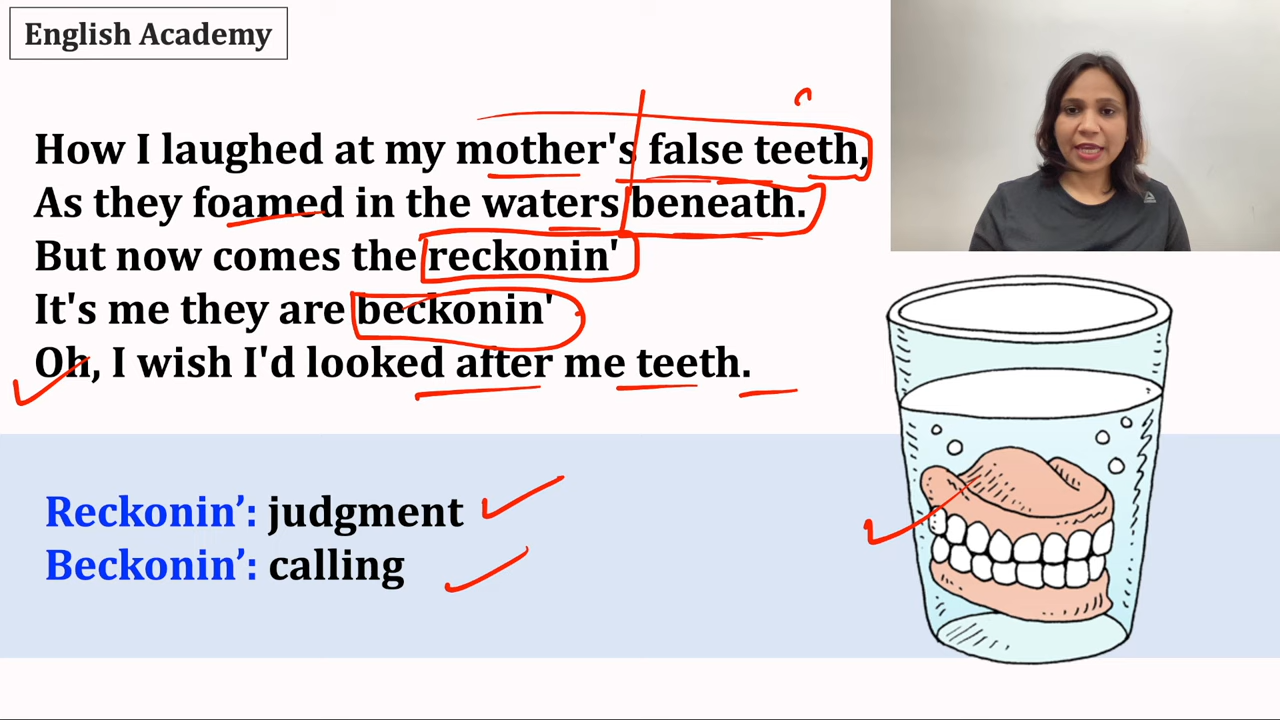 English Academy
How I laughed at my mother's false teeth,
As they foamed in the waters beneath.
But now comes the reckonin'
It's me they are beckonin'
Oh, I wish I'd looked after me teeth.
Reckonin’: judgment
Beckonin’: calling